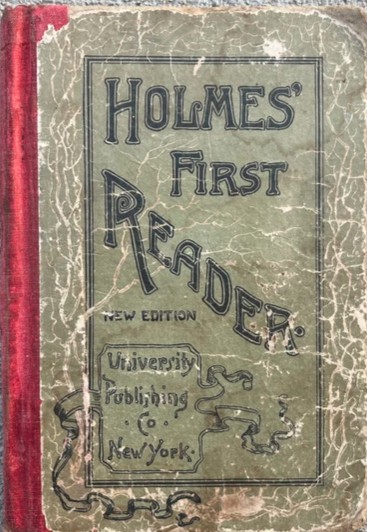 HOLMES'
FIRST
READER.
NEW EDITION
University
Publishing
· Co ·
New York.